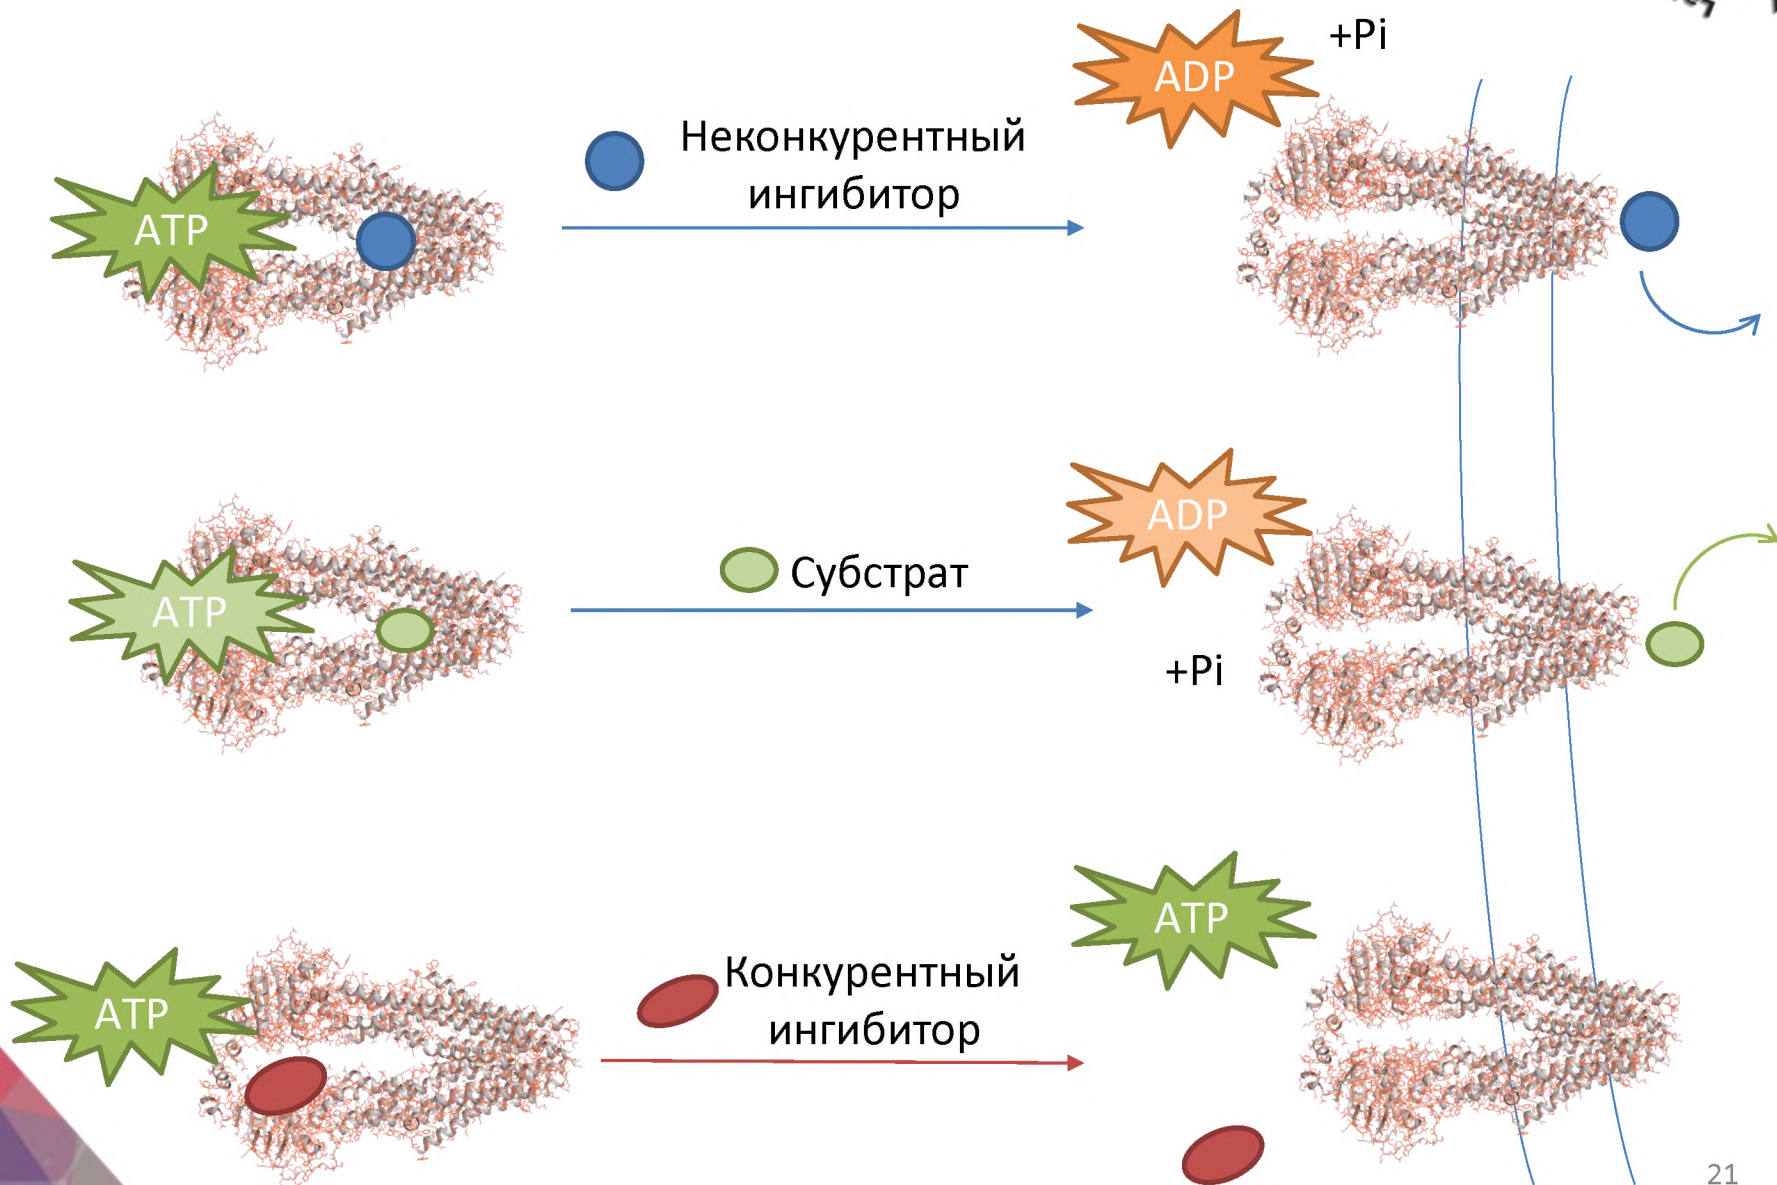 +Pi
ADP
Неконкурентный
ингибитор
ATP
ADP
Субстрат
ATP
+Pi
ATP
Конкурентный
ингибитор
ATP
21